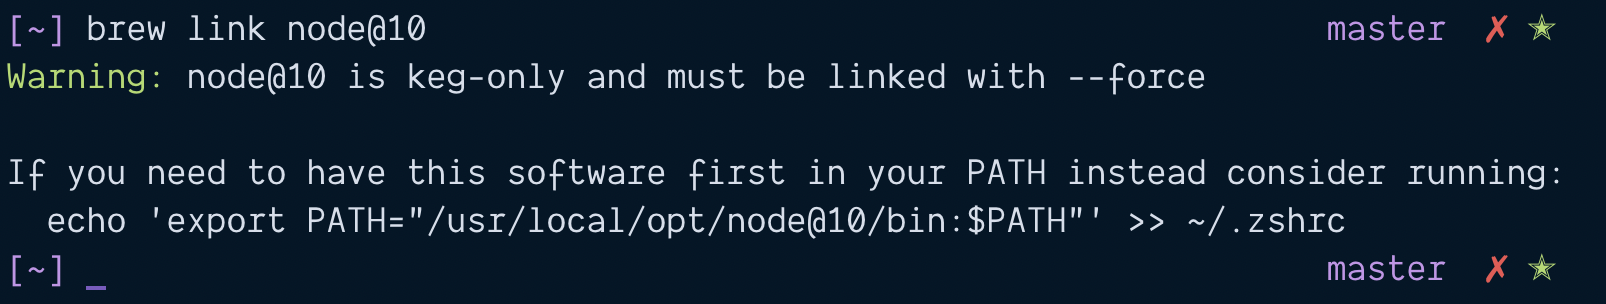 [~] brew link node@10 master ✗ ✭
Warning: node@10 is keg-only and must be linked with --force

If you need to have this software first in your PATH instead consider running:
  echo 'export PATH="/usr/local/opt/node@10/bin:$PATH"' >> ~/.zshrc
[~] _ master ✗ ✭